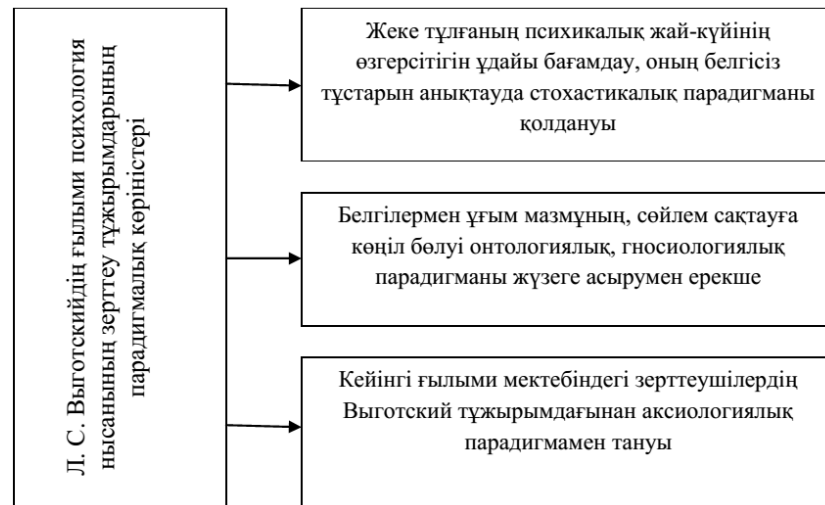 Л. С. Выготскийдің ғылыми психология
нысанының зерттеу тұжырымдарының
парадигмалық көріністері
Жеке тұлғаның психикалық жай-күйінің
өзгерсітігін ұдайы бағамдау, оның белгісіз
тұстарын анықтауда стохастикалық парадигманы
қолдануы
Белгілермен ұғым мазмұның, сөйлем сақтауға
көңіл бөлуі онтологиялық, гносиологиялық
парадигманы жүзеге асырумен ерекше
Кейінгі ғылыми мектебіндегі зерттеушілердің
Выготский тұжырымдағынан аксиологиялық
парадигмамен тануы